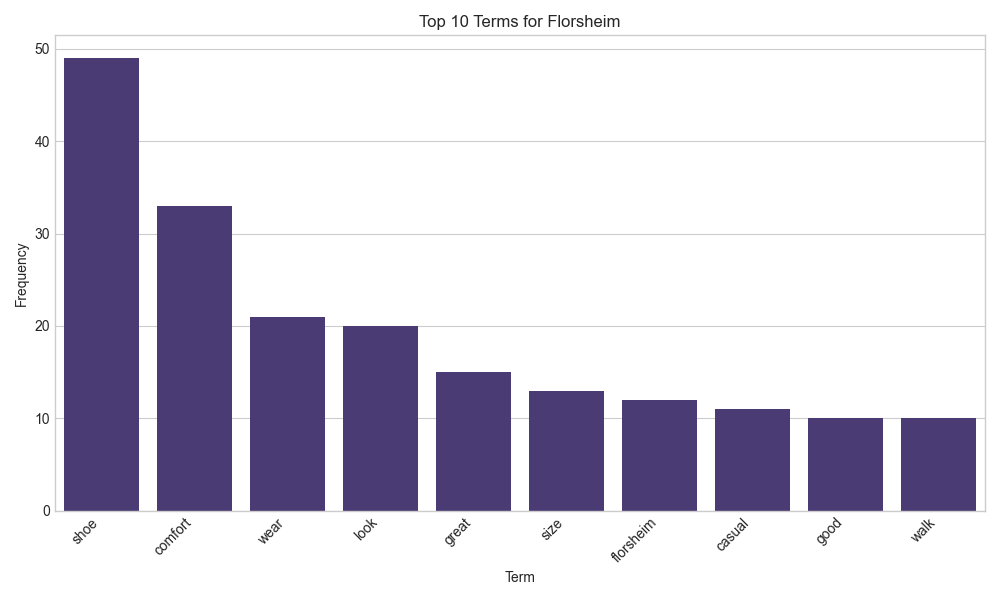 Top 10 Terms for Florsheim
50
40
30
20
10
0
Frequency
shoe
comfort
wear
look
great
size
florsheim
casual
good
walk
Term